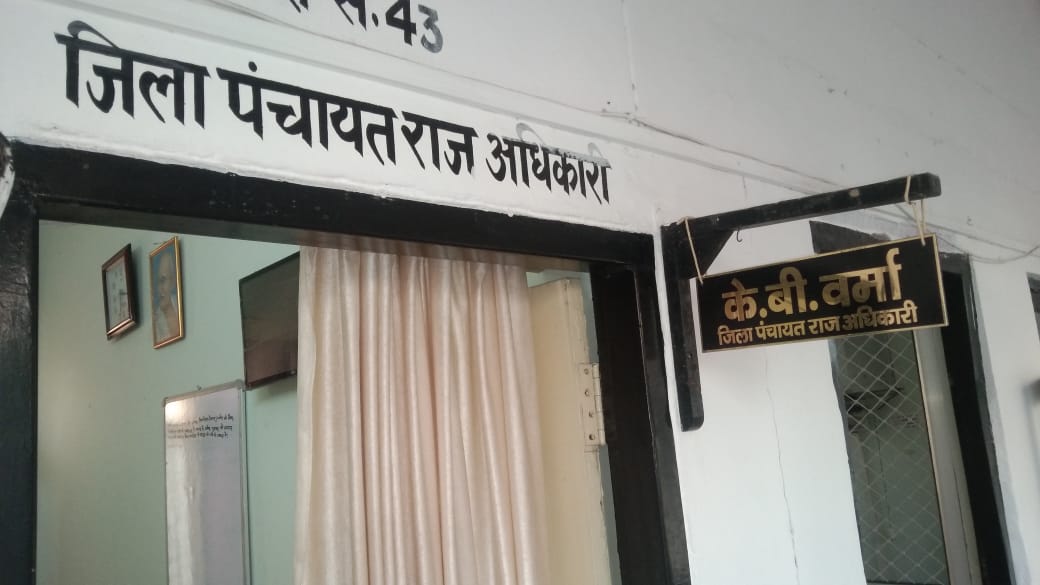 सं.43
जिला पंचायत राज अधिकारी
के.बी.वर्मा
जिला पंचायत राज अधिकारी